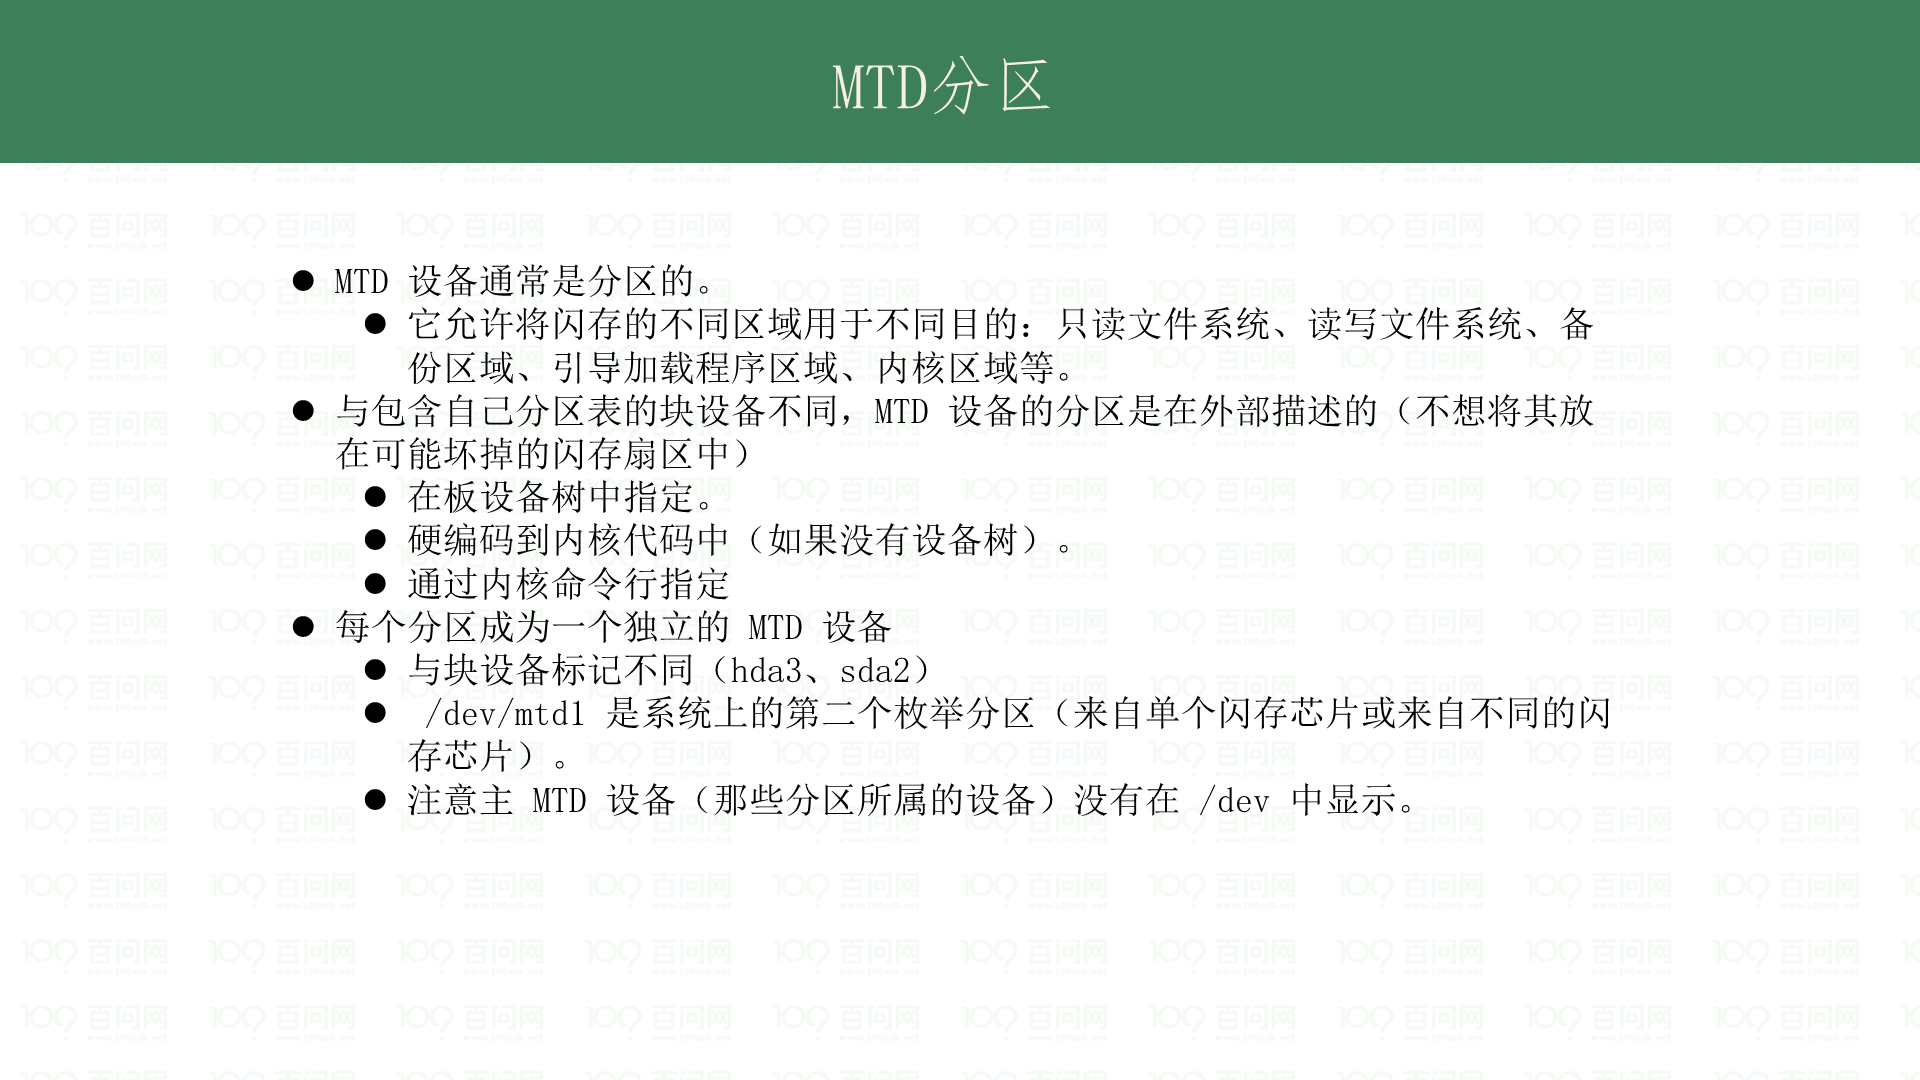 MTD分区
● MTD 设备通常是分区的。
● 它允许将闪存的不同区域用于不同目的：只读文件系统、读写文件系统、备
份区域、引导加载程序区域、内核区域等。
● 与包含自己分区表的块设备不同，MTD 设备的分区是在外部描述的（不想将其放
在可能坏掉的闪存扇区中）
● 在板设备树中指定。
● 硬编码到内核代码中（如果没有设备树）。
● 通过内核命令行指定
● 每个分区成为一个独立的 MTD 设备
● 与块设备标记不同（hda3、sda2）
● /dev/mtd1 是系统上的第二个枚举分区（来自单个闪存芯片或来自不同的闪
存芯片）。
● 注意主 MTD 设备（那些分区所属的设备）没有在 /dev 中显示。
百问网
www.100ask.net